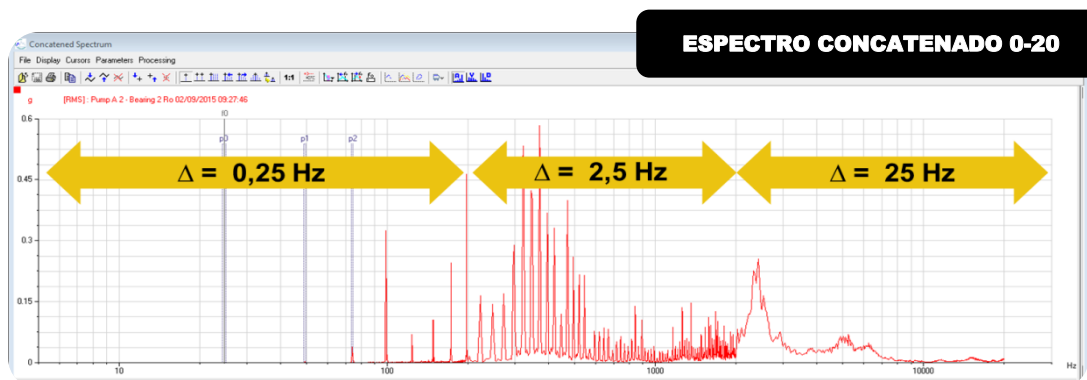 ESPECTRO CONCATENADO 0-20
Concatened Spectrum
File Display Cursors Parameters Processing
1:1
g [RMS] : Pump A 2 - Bearing 2 Ro 02/09/2015 09:27:46
f0
p0 p1 p2
0.6
Δ = 0,25 Hz Δ = 2,5 Hz Δ = 25 Hz
0.45
0.3
0.15
0
Hz
10 100 1000 10000